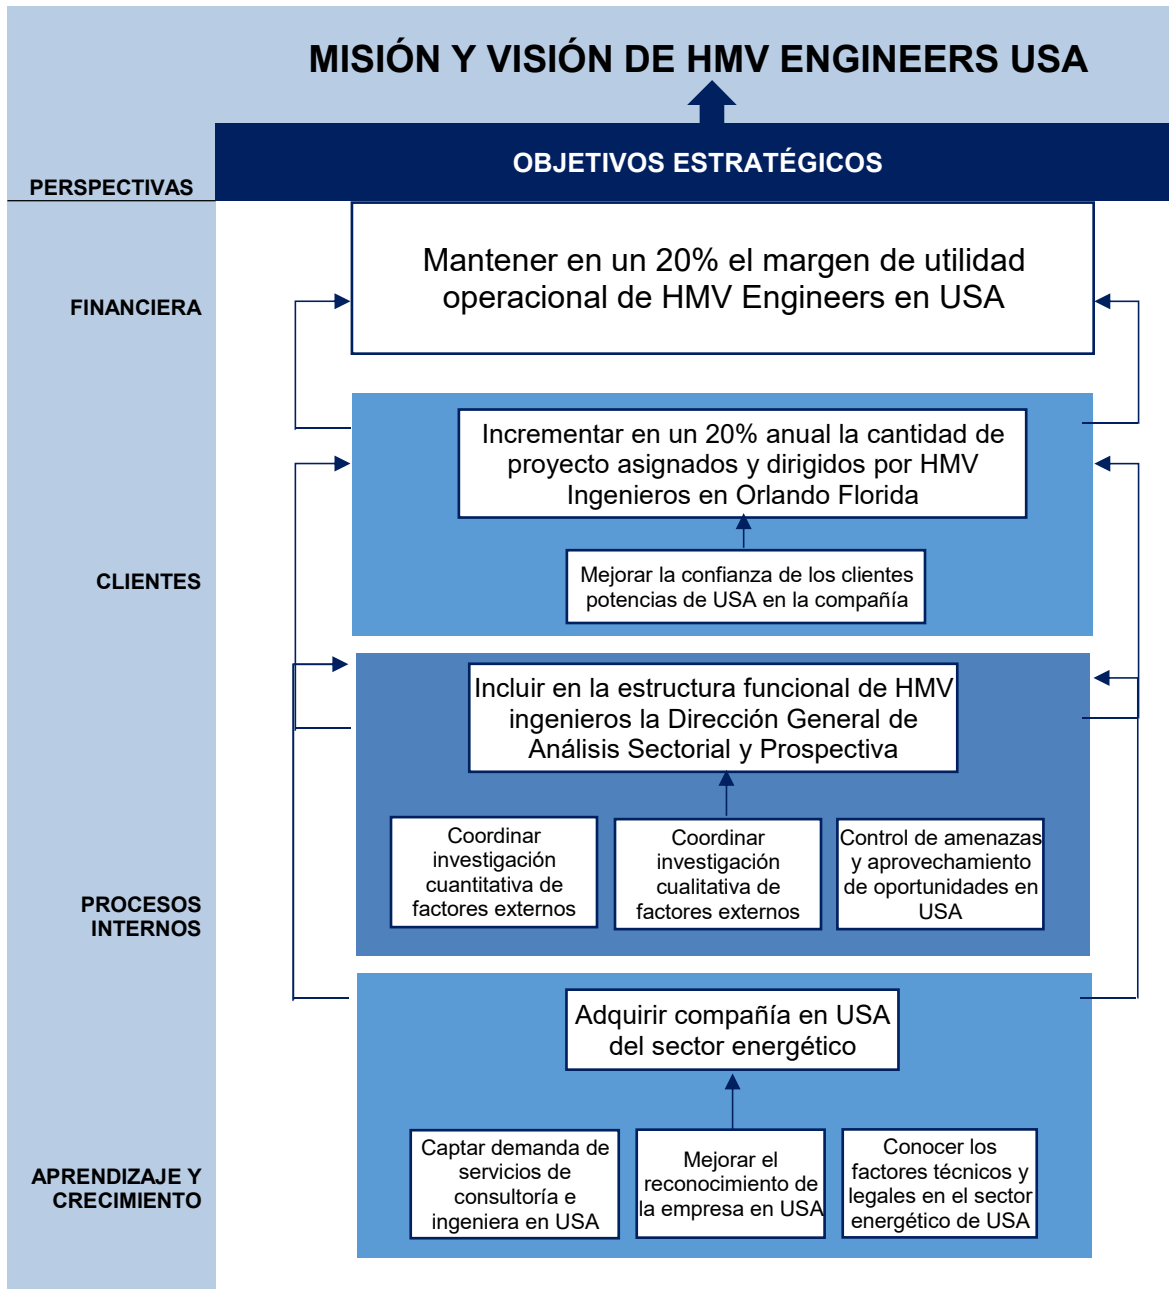 MISIÓN Y VISIÓN DE HMV ENGINEERS USA
OBJETIVOS ESTRATÉGICOS
PERSPECTIVAS
FINANCIERA
Mantener en un 20% el margen de utilidad
operacional de HMV Engineers en USA
CLIENTES
Incrementar en un 20% anual la cantidad de
proyecto asignados y dirigidos por HMV
Ingenieros en Orlando Florida
Mejorar la confianza de los clientes
potencias de USA en la compañía
PROCESOS
INTERNOS
Incluir en la estructura funcional de HMV
ingenieros la Dirección General de
Análisis Sectorial y Prospectiva
Coordinar
investigación
cuantitativa de
factores externos
Coordinar
investigación
cualitativa de
factores externos
Control de amenazas
y aprovechamiento
de oportunidades en
USA
APRENDIZAJE Y
CRECIMIENTO
Adquirir compañía en USA
del sector energético
Captar demanda de
servicios de
consultoría e
ingeniera en USA
Mejorar el
reconocimiento de
la empresa en USA
Conocer los
factores técnicos y
legales en el sector
energético de USA